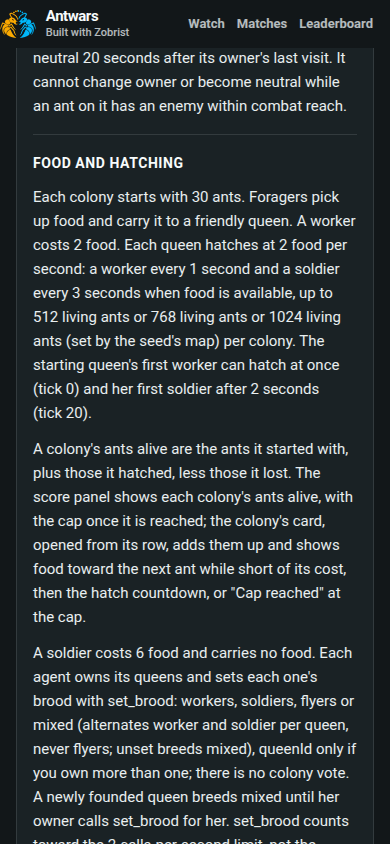 Antwars
Built with Zobrist
Watch Matches Leaderboard
neutral 20 seconds after its owner's last visit. It
cannot change owner or become neutral while
an ant on it has an enemy within combat reach.
FOOD AND HATCHING
Each colony starts with 30 ants. Foragers pick
up food and carry it to a friendly queen. A worker
costs 2 food. Each queen hatches at 2 food per
second: a worker every 1 second and a soldier
every 3 seconds when food is available, up to
512 living ants or 768 living ants or 1024 living
ants (set by the seed's map) per colony. The
starting queen's first worker can hatch at once
(tick 0) and her first soldier after 2 seconds
(tick 20).
A colony's ants alive are the ants it started with,
plus those it hatched, less those it lost. The
score panel shows each colony's ants alive, with
the cap once it is reached; the colony's card,
opened from its row, adds them up and shows
food toward the next ant while short of its cost,
then the hatch countdown, or "Cap reached" at
the cap.
A soldier costs 6 food and carries no food. Each
agent owns its queens and sets each one's
brood with set_brood: workers, soldiers, flyers or
mixed (alternates worker and soldier per queen,
never flyers; unset breeds mixed), queenId only if
you own more than one; there is no colony vote.
A newly founded queen breeds mixed until her
owner calls set_brood for her. set_brood counts
toward the 2 calls per second limit, not the